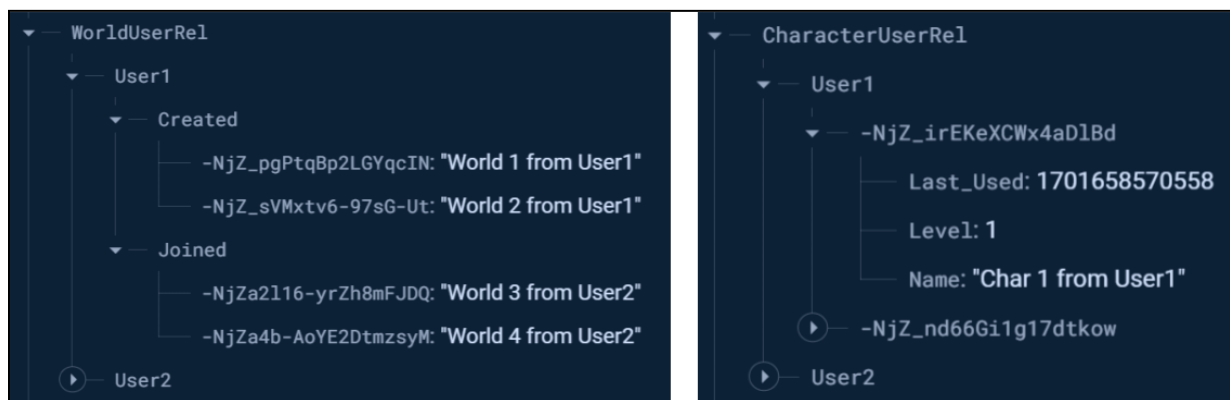 WorldUserRel
User1
Created
-NjZ_pgPtqBp2LGYqcIN: "World 1 from User1"
-NjZ_sVMxtv6-97sG-Ut: "World 2 from User1"
Joined
-NjZa2l16-yrZh8mFJDQ: "World 3 from User2"
-NjZa4b-AoYE2DtmzsyM: "World 4 from User2"
User2
CharacterUserRel
User1
-NjZ_irEKeXCWx4aDlBd
Last_Used: 1701658570558
Level: 1
Name: "Char 1 from User1"
-NjZ_nd66Gi1g17dtkow
User2